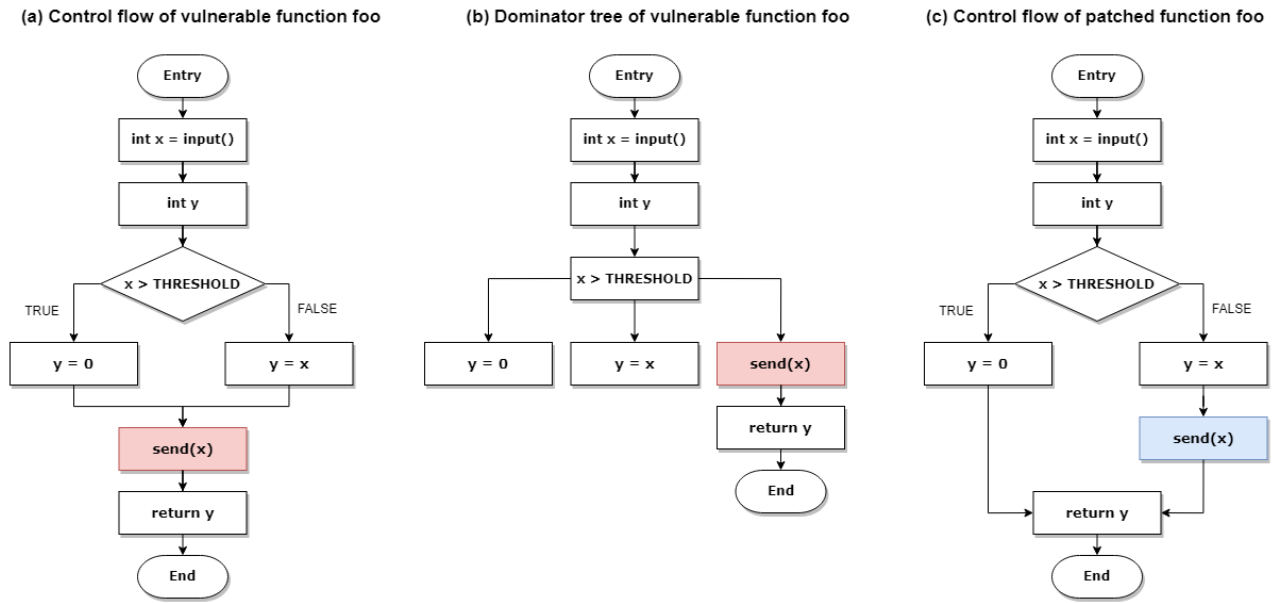 (a) Control flow of vulnerable function foo
Entry
int x = input()
int y
x > THRESHOLD
TRUE
FALSE
y = 0
y = x
send(x)
return y
End
(b) Dominator tree of vulnerable function foo
Entry
int x = input()
int y
x > THRESHOLD
y = 0
y = x
send(x)
return y
End
(c) Control flow of patched function foo
Entry
int x = input()
int y
x > THRESHOLD
TRUE
FALSE
y = 0
y = x
send(x)
return y
End